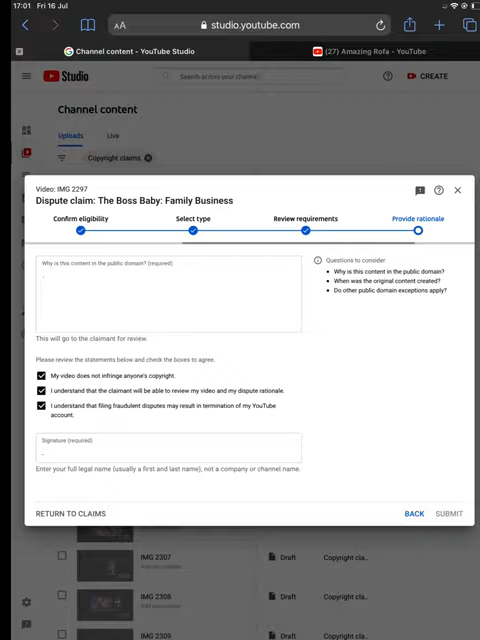 17:01 Fri 16 Jul
AA
studio.youtube.com
Channel content - YouTube Studio
(27) Amazing Rofa - YouTube
Studio
Search across your channel
CREATE
Channel content
Uploads
Live
Copyright claims
Video: IMG 2297
Dispute claim: The Boss Baby: Family Business
Confirm eligibility
Select type
Review requirements
Provide rationale
Why is this content in the public domain? (required)
.
This will go to the claimant for review.
Questions to consider
• Why is this content in the public domain?
• When was the original content created?
• Do other public domain exceptions apply?
Please review the statements below and check the boxes to agree.
My video does not infringe anyone's copyright.
I understand that the claimant will be able to review my video and my dispute rationale.
I understand that filing fraudulent disputes may result in termination of my YouTube
account.
Signature (required)
.
Enter your full legal name (usually a first and last name), not a company or channel name.
RETURN TO CLAIMS
BACK
SUBMIT
IMG 2307
Add description
Draft
Copyright cla..
IMG 2308
Add description
Draft
Copyright cla..
IMG 2309
Draft
Copyright cla..